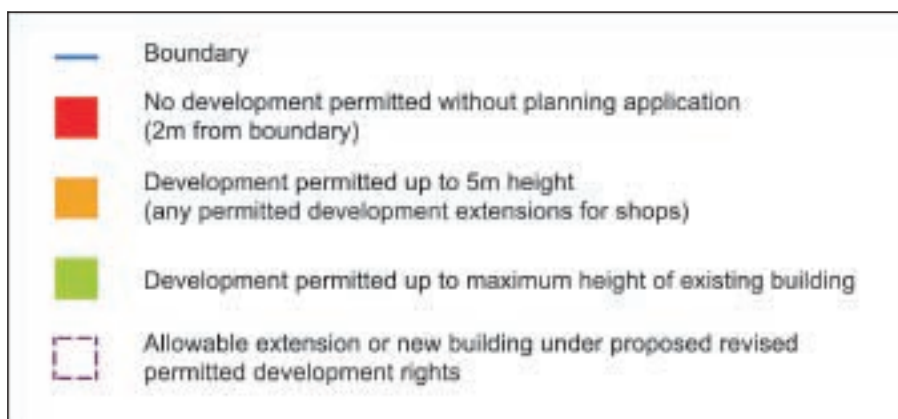 Boundary
No development permitted without planning application
(2m from boundary)
Development permitted up to 5m height
(any permitted development extensions for shops)
Development permitted up to maximum height of existing building
Allowable extension or new building under proposed revised
permitted development rights